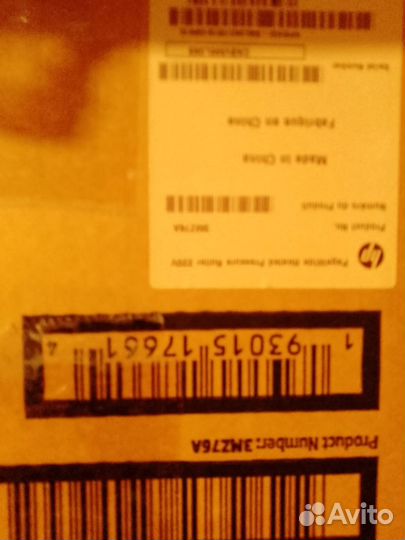 Product Number: 3MZ76A
1 93015 17661 4
hp PageWide Heated Pressure Roller 220V
Product No. 3MZ76A
Numéro du Produit
Made in China
Fabriqué en Chine
Serial Number
Avito